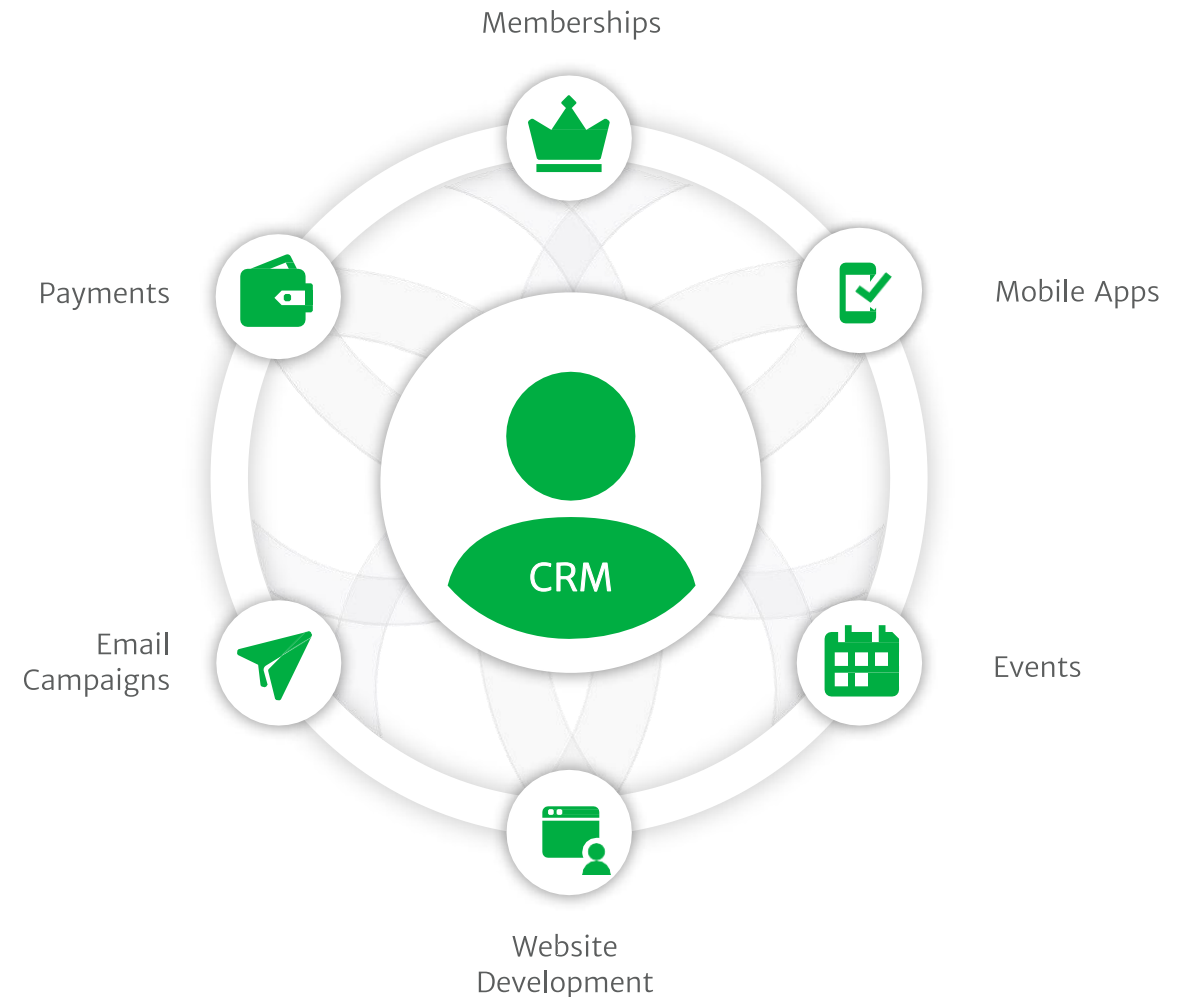 Memberships
Payments
Mobile Apps
CRM
Email
Campaigns
Events
Website
Development